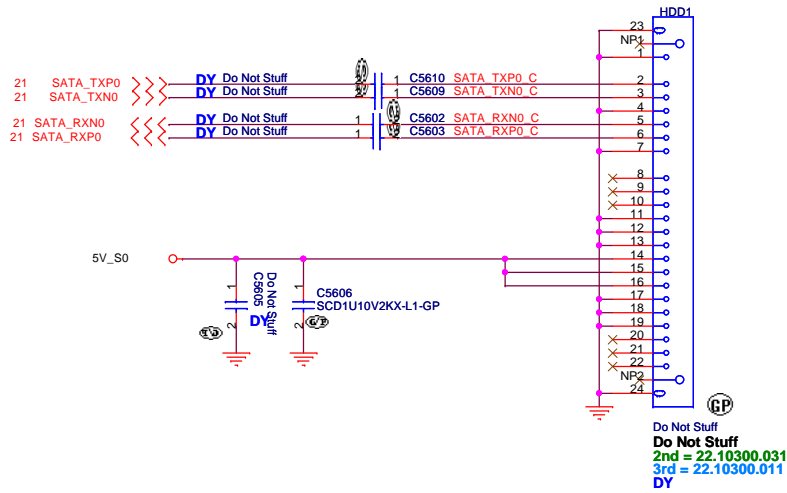 HDD1
23
NP1
1
21 SATA_TXP0 DY Do Not Stuff 1 C5610 SATA_TXP0_C 2
21 SATA_TXN0 DY Do Not Stuff 2 1 C5609 SATA_TXN0_C 3
4
21 SATA_RXN0 DY Do Not Stuff 1 C5602 SATA_RXN0_C 5
21 SATA_RXP0 DY Do Not Stuff 1 C5603 SATA_RXP0_C 6
7
8
9
10
11
12
13
5V_S0 14
15
16
1 C5605 Do Not Stuff
DY
2
1 C5606
SCD1U10V2KX-L1-GP
2
17
18
19
20
21
22
NP2
24
GP
Do Not Stuff
Do Not Stuff
2nd = 22.10300.031
3rd = 22.10300.011
DY